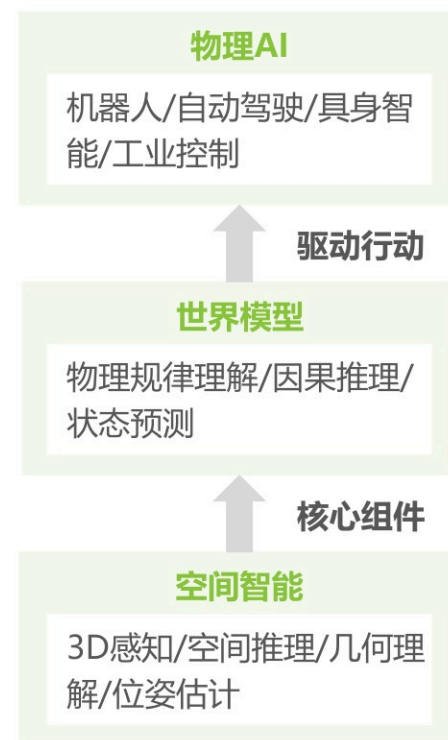 物理AI
机器人/自动驾驶/具身智
能/工业控制
驱动行动
世界模型
物理规律理解/因果推理/
状态预测
核心组件
空间智能
3D感知/空间推理/几何理
解/位姿估计